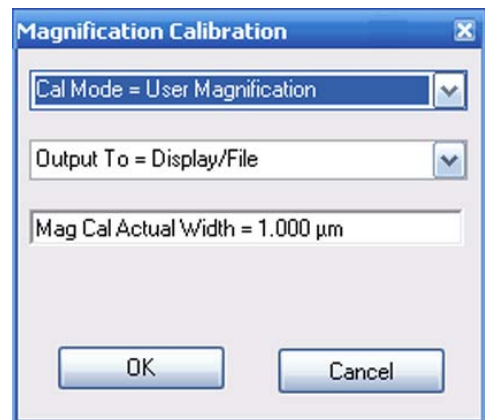 Magnification Calibration
Cal Mode = User Magnification
Output To = Display/File
Mag Cal Actual Width = 1.000 µm
OK
Cancel